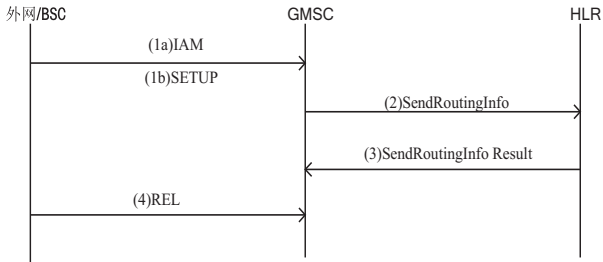 外网/BSC
GMSC
HLR
(1a)IAM
(1b)SETUP
(2)SendRoutingInfo
(3)SendRoutingInfo Result
(4)REL